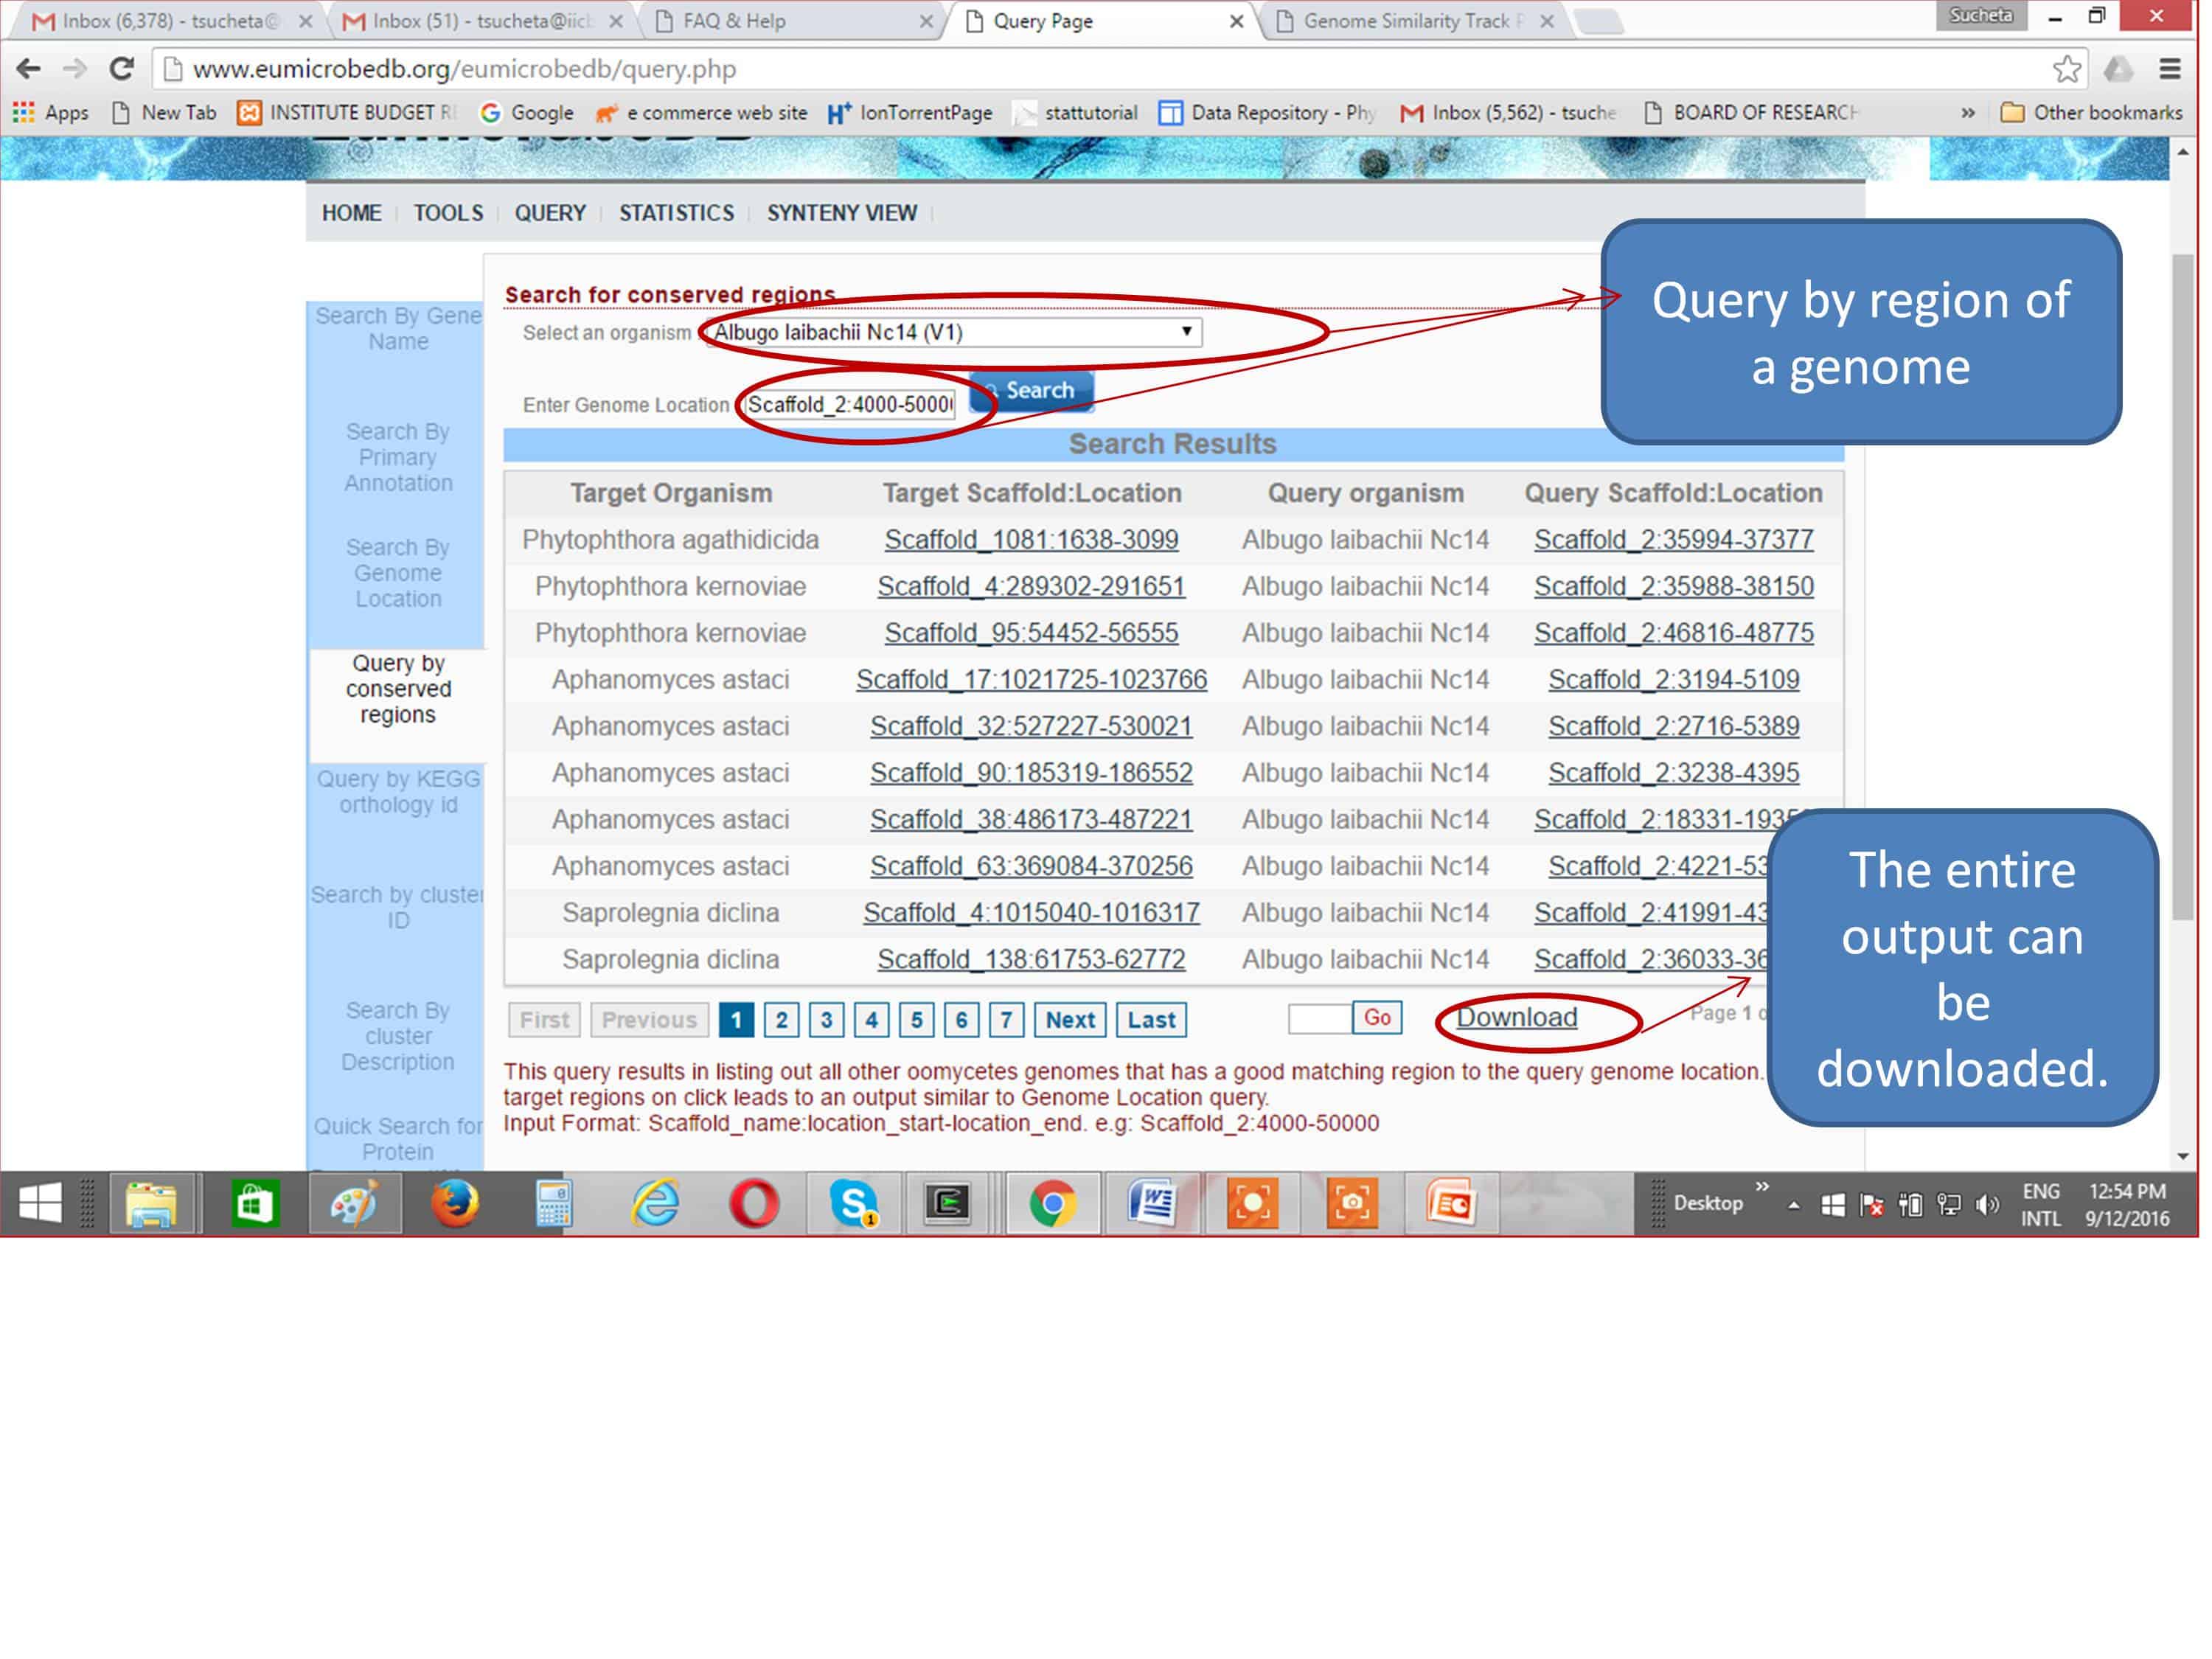 Inbox (6,378) - tsucheta@
Inbox (51) - tsucheta@iicb
FAQ & Help
Query Page
Genome Similarity Track
Sucheta
www.eumicrobedb.org/eumicrobedb/query.php
Apps
New Tab
INSTITUTE BUDGET
Google
e commerce web site
IonTorrentPage
stattutorial
Data Repository - Phy
Inbox (5,562) - tsuche
BOARD OF RESEARCH
»
Other bookmarks
HOME
TOOLS
QUERY
STATISTICS
SYNTENY VIEW
Search By Gene
Name
Search By
Primary
Annotation
Search By
Genome
Location
Query by
conserved
regions
Query by KEGG
orthology id
Search by cluster
ID
Search By
cluster
Description
Quick Search for
Protein
Search for conserved regions
Select an organism
Albugo laibachii Nc14 (V1)
Enter Genome Location
Scaffold_2:4000-5000
Search
Query by region of
a genome
Search Results
Target Organism Target Scaffold:Location Query organism Query Scaffold:Location
Phytophthora agathidicida Scaffold_1081:1638-3099 Albugo laibachii Nc14 Scaffold_2:35994-37377
Phytophthora kernoviae Scaffold_4:289302-291651 Albugo laibachii Nc14 Scaffold_2:35988-38150
Phytophthora kernoviae Scaffold_95:54452-56555 Albugo laibachii Nc14 Scaffold_2:46816-48775
Aphanomyces astaci Scaffold_17:1021725-1023766 Albugo laibachii Nc14 Scaffold_2:3194-5109
Aphanomyces astaci Scaffold_32:527227-530021 Albugo laibachii Nc14 Scaffold_2:2716-5389
Aphanomyces astaci Scaffold_90:185319-186552 Albugo laibachii Nc14 Scaffold_2:3238-4395
Aphanomyces astaci Scaffold_38:486173-487221 Albugo laibachii Nc14 Scaffold_2:18331-193
Aphanomyces astaci Scaffold_63:369084-370256 Albugo laibachii Nc14 Scaffold_2:4221-53
Saprolegnia diclina Scaffold_4:1015040-1016317 Albugo laibachii Nc14 Scaffold_2:41991-43
Saprolegnia diclina Scaffold_138:61753-62772 Albugo laibachii Nc14 Scaffold_2:36033-36
The entire
output can
be
downloaded.
First Previous 1 2 3 4 5 6 7 Next Last Go Download Page 1
This query results in listing out all other oomycetes genomes that has a good matching region to the query genome location.
target regions on click leads to an output similar to Genome Location query.
Input Format: Scaffold_name:location_start-location_end. e.g: Scaffold_2:4000-50000
Desktop
»
ENG
INTL
12:54 PM
9/12/2016